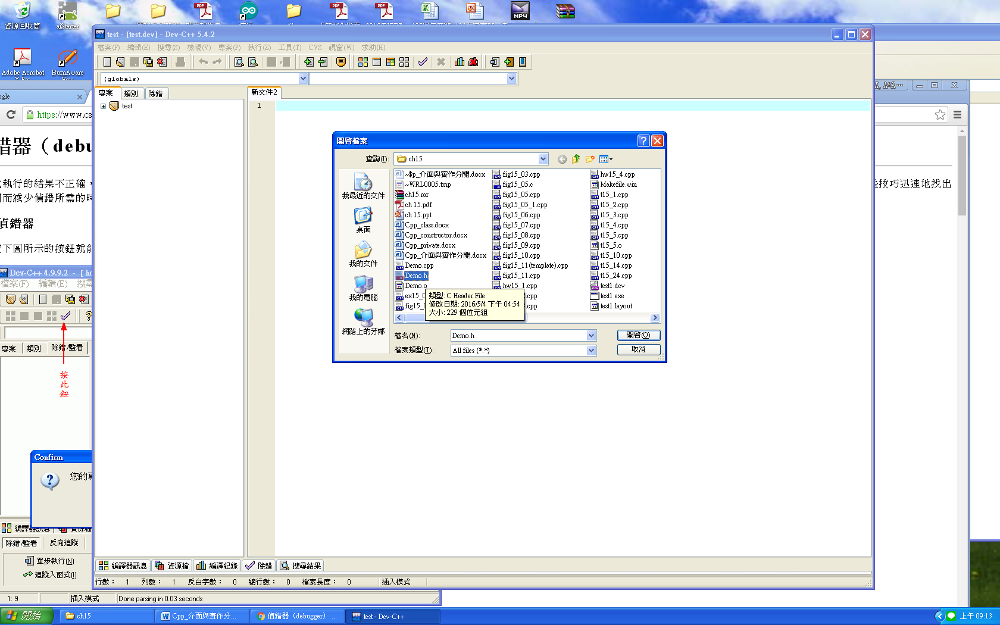 資源回收筒
aiStarter
Adobe Acrobat
X Pro
BurnAware
Free
test - [test.dev] - Dev-C++ 5.4.2
檔案(F) 編輯(E) 搜尋(S) 檢視(V) 專案(P) 執行(Z) 工具(T) CVS 視窗(W) 求助(H)
(globals)
專案 類別 除錯
新文件2
test
1
ogle
https://www.cs
錯器（debu
執行的結果不正確，
些技巧迅速地找出
而減少偵錯所需的時
偵錯器
下圖所示的按鈕就能
Dev-C++ 4.9.9.2 - [ he
檔案(F) 編輯(E) 搜尋
專案 類別 除錯/監看
按
此
鈕
Confirm
您的
編譯器訊息 資源檔
除錯/監看 反向追蹤
單步執行(N)
追蹤入函式(I)
1: 9 插入模式 Done parsing in 0.03 seconds
開啓檔案
查詢(I): ch15
我最近的文件
桌面
我的文件
我的電腦
網路上的芳鄰
~$p_介面與實作分開.docx
~WRL0005.tmp
ch15.rar
ch 15.pdf
ch 15.ppt
Cpp_class.docx
Cpp_constructor.docx
Cpp_private.docx
Cpp_介面與實作分開.docx
Demo.cpp
Demo.h
Demo.o
ex15_0
fig15_
fig15_03.cpp
fig15_05.c
fig15_05.cpp
fig15_05_1.cpp
fig15_06.cpp
fig15_07.cpp
fig15_08.cpp
fig15_09.cpp
fig15_10.cpp
fig15_11(template).cpp
fig15_11.cpp
hw15_1.cpp
.cpp
.cpp
hw15_4.cpp
Makefile.win
t15_1.cpp
t15_2.cpp
t15_3.cpp
t15_4.cpp
t15_5.cpp
t15_5.o
t15_10.cpp
t15_14.cpp
t15_24.cpp
test1.dev
test1.exe
test1.layout
類型: C Header File
修改日期: 2016/5/4 下午 04:54
大小: 229 個位元組
檔名(N): Demo.h 開啓(O)
檔案類型(T): All files (*.*) 取消
編譯器訊息 資源檔 編譯紀錄 除錯 搜尋結果
行數： 1 列數： 1 反白字數： 0 總行數： 0 檔案長度： 0 插入模式
開始 ch15 Cpp_介面與實作分... 偵錯器（debugger） ... test - Dev-C++ 上午 09:13